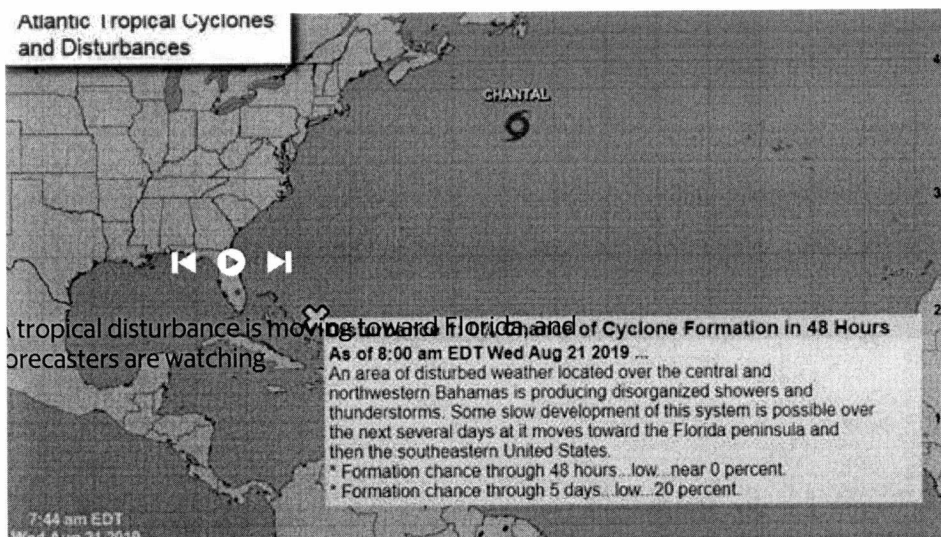 Atlantic Tropical Cyclones
and Disturbances
CHANTAL
A tropical disturbance is moving toward Florida, and
forecasters are watching
of Cyclone Formation in 48 Hours
As of 8:00 am EDT Wed Aug 21 2019 ...
An area of disturbed weather located over the central and
northwestern Bahamas is producing disorganized showers and
thunderstorms. Some slow development of this system is possible over
the next several days at it moves toward the Florida peninsula and
then the southeastern United States.
* Formation chance through 48 hours...low...near 0 percent.
* Formation chance through 5 days...low...20 percent.
7:44 am EDT
Wed Aug 21 2019